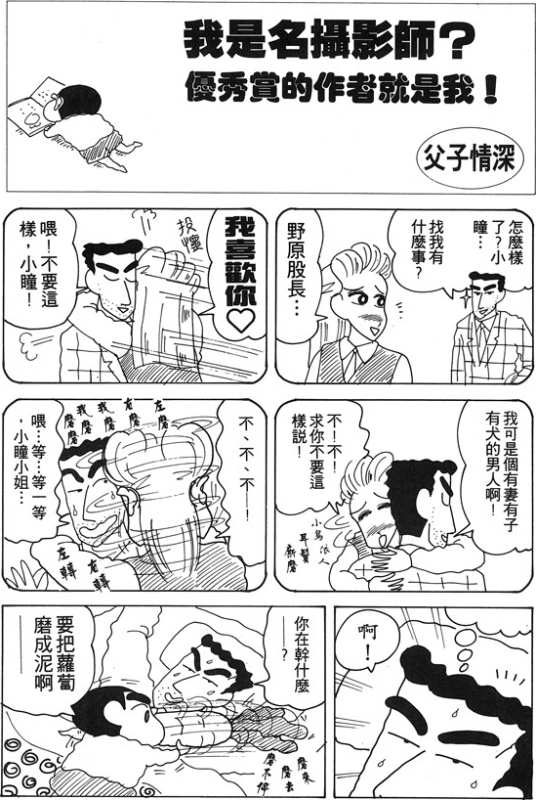 我是名攝影師?
優秀賞的作者就是我!
父子情深
怎麼樣
了?小
瞳…
找我有
什麼事?
野原股長…
我喜歡你♡
投懷
喂!不要這
樣,小瞳!
我可是個有妻有子
有犬的男人啊!
不!不!
求你不要這
樣說!
小鳥依人
耳鬢
廝磨
不、不、不——!
左磨
右磨
我磨
我磨
喂…等…等一等
,小瞳小姐…
左轉
右轉
啊!
你在幹什麼
——?
要把蘿蔔
磨成泥啊
磨來
磨去
磨不停